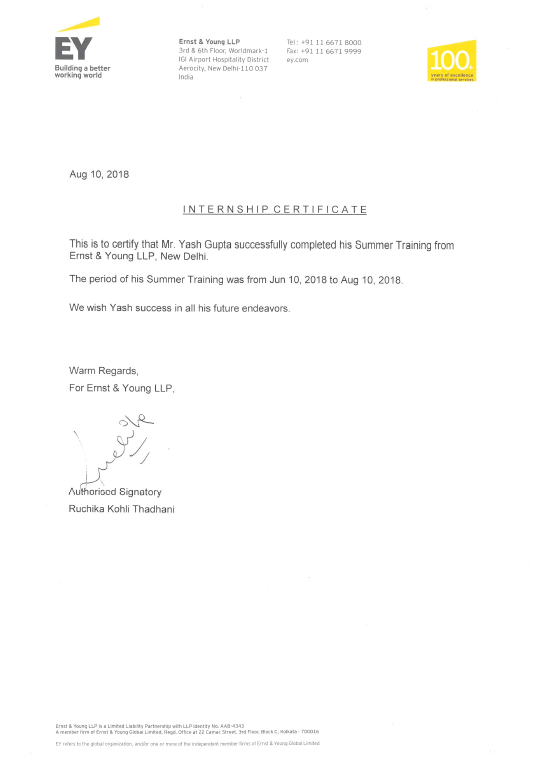 EY
Building a better
working world
Ernst & Young LLP
3rd & 6th Floor, Worldmark-1
IGI Airport Hospitality District
Aerocity, New Delhi-110 037
India
Tel: +91 11 6671 8000
Fax: +91 11 6671 9999
ey.com
100
years of excellence
in professional services
Aug 10, 2018
INTERNSHIP CERTIFICATE
This is to certify that Mr. Yash Gupta successfully completed his Summer Training from
Ernst & Young LLP, New Delhi.
The period of his Summer Training was from Jun 10, 2018 to Aug 10, 2018.
We wish Yash success in all his future endeavors.
Warm Regards,
For Ernst & Young LLP,
Authorised Signatory
Ruchika Kohli Thadhani
Ernst & Young LLP is a Limited Liability Partnership with LLP Identity No. AAB-4343
A member firm of Ernst & Young Global Limited, Regd. Office at 22 Camac Street, 3rd Floor, Block C, Kolkata - 700016
EY refers to the global organization, and/or one or more of the independent member firms of Ernst & Young Global Limited